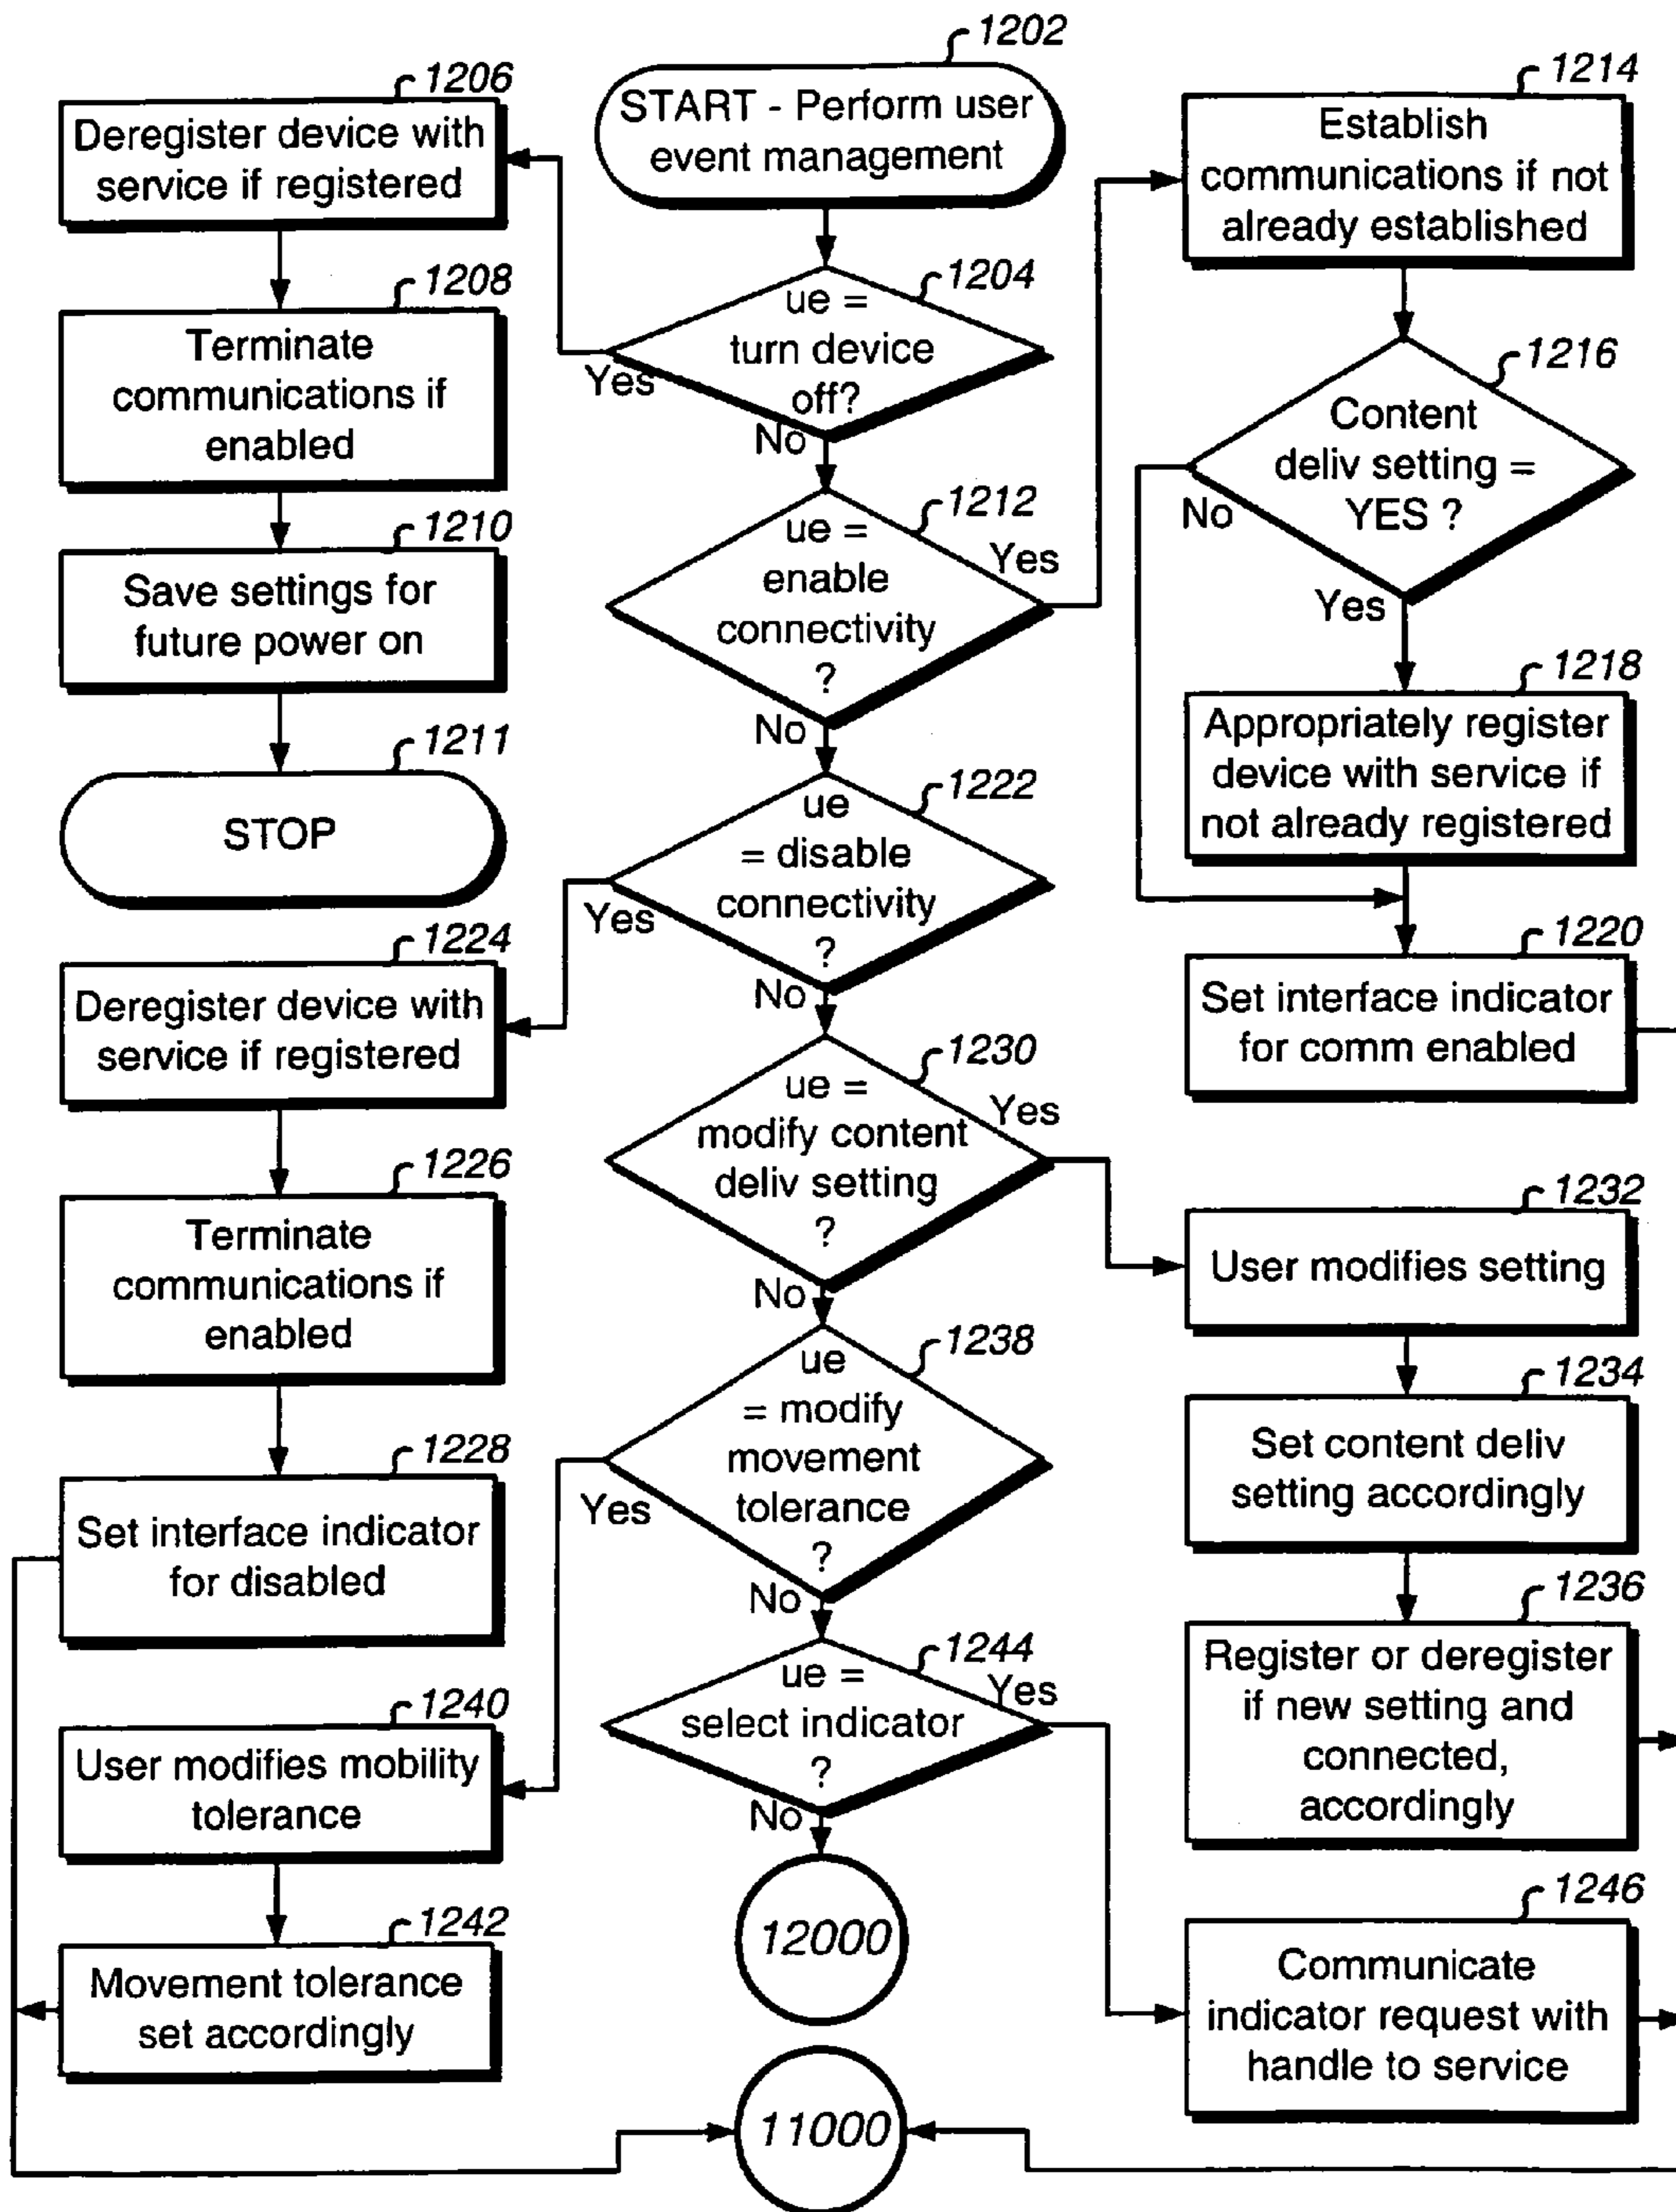 1202
START - Perform user
event management
1204
ue =
turn device
off?
Yes
No
1206
Deregister device with
service if registered
1208
Terminate
communications if
enabled
1210
Save settings for
future power on
1211
STOP
1212
ue =
enable
connectivity
?
Yes
No
1214
Establish
communications if not
already established
1216
Content
deliv setting =
YES ?
No
Yes
1218
Appropriately register
device with service if
not already registered
1220
Set interface indicator
for comm enabled
1222
ue
= disable
connectivity
?
Yes
No
1224
Deregister device with
service if registered
1226
Terminate
communications if
enabled
1228
Set interface indicator
for disabled
1230
ue =
modify content
deliv setting
?
Yes
No
1232
User modifies setting
1234
Set content deliv
setting accordingly
1236
Register or deregister
if new setting and
connected,
accordingly
1238
ue
= modify
movement
tolerance
?
Yes
No
1240
User modifies mobility
tolerance
1242
Movement tolerance
set accordingly
1244
ue =
select indicator
?
Yes
No
1246
Communicate
indicator request with
handle to service
12000
11000